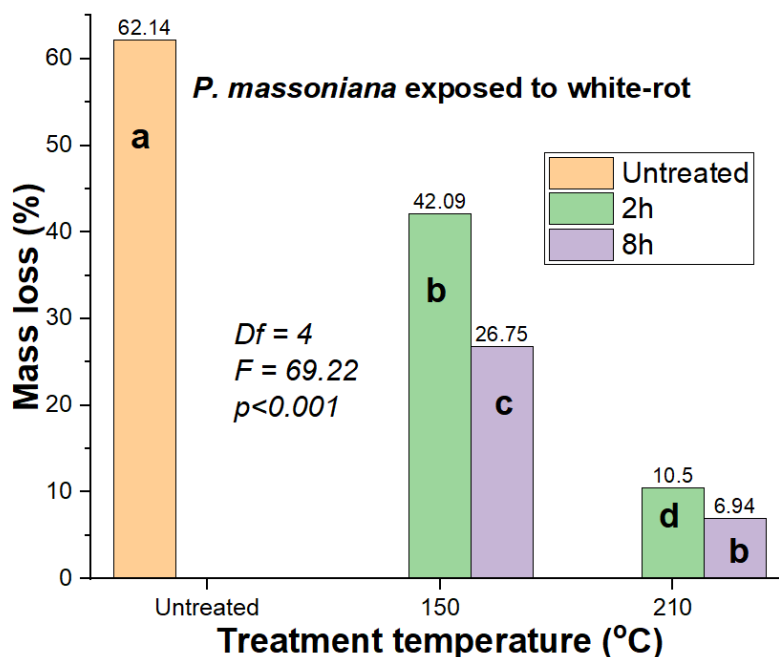 62.14
P. massoniana exposed to white-rot
a
Untreated
2h
8h
42.09
b
26.75
c
Df = 4
F = 69.22
p<0.001
10.5
d
6.94
b
60
50
40
30
20
10
0
Mass loss (%)
Untreated
150
210
Treatment temperature (°C)